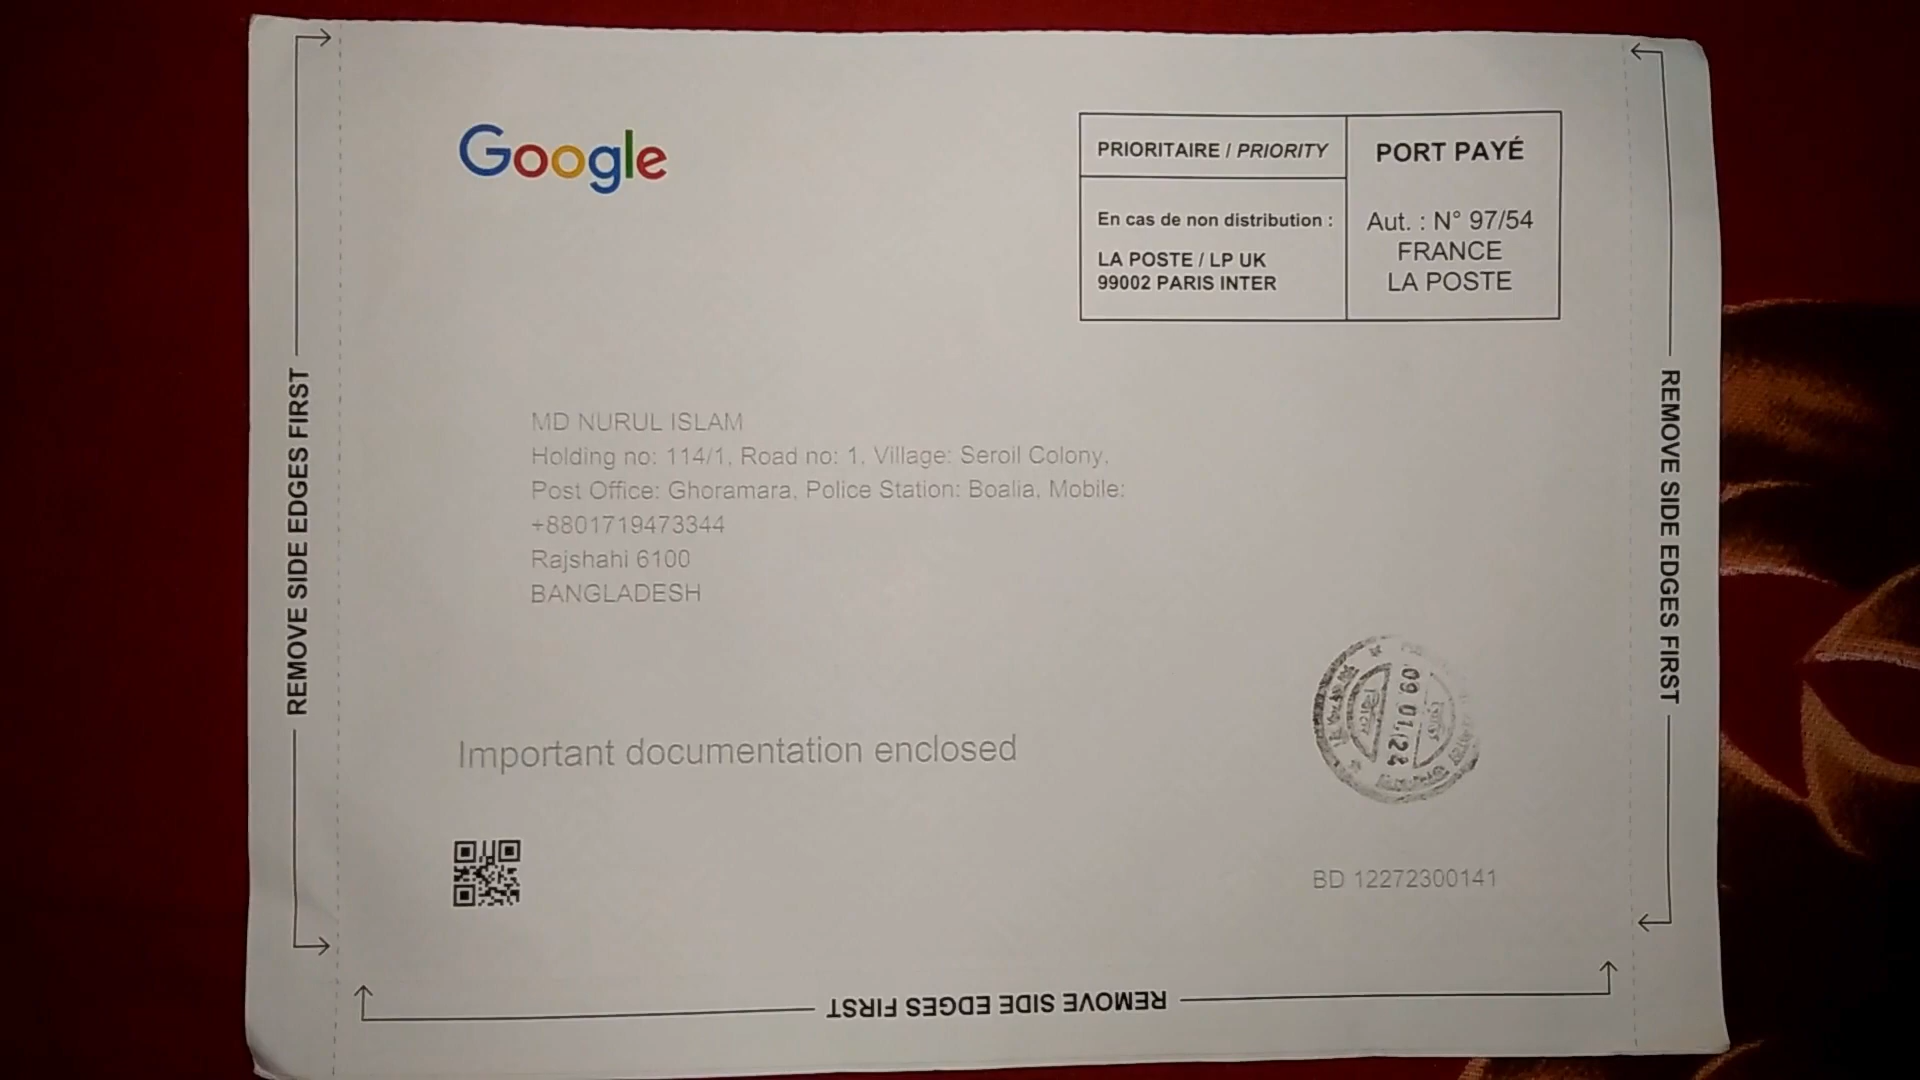 Google
PRIORITAIRE / PRIORITY
En cas de non distribution :
LA POSTE / LP UK
99002 PARIS INTER
PORT PAYÉ
Aut. : N° 97/54
FRANCE
LA POSTE
REMOVE SIDE EDGES FIRST
REMOVE SIDE EDGES FIRST
MD NURUL ISLAM
Holding no: 114/1, Road no: 1, Village: Seroil Colony,
Post Office: Ghoramara, Police Station: Boalia, Mobile:
+8801719473344
Rajshahi 6100
BANGLADESH
09.01.24
Important documentation enclosed
BD 12272300141
REMOVE SIDE EDGES FIRST